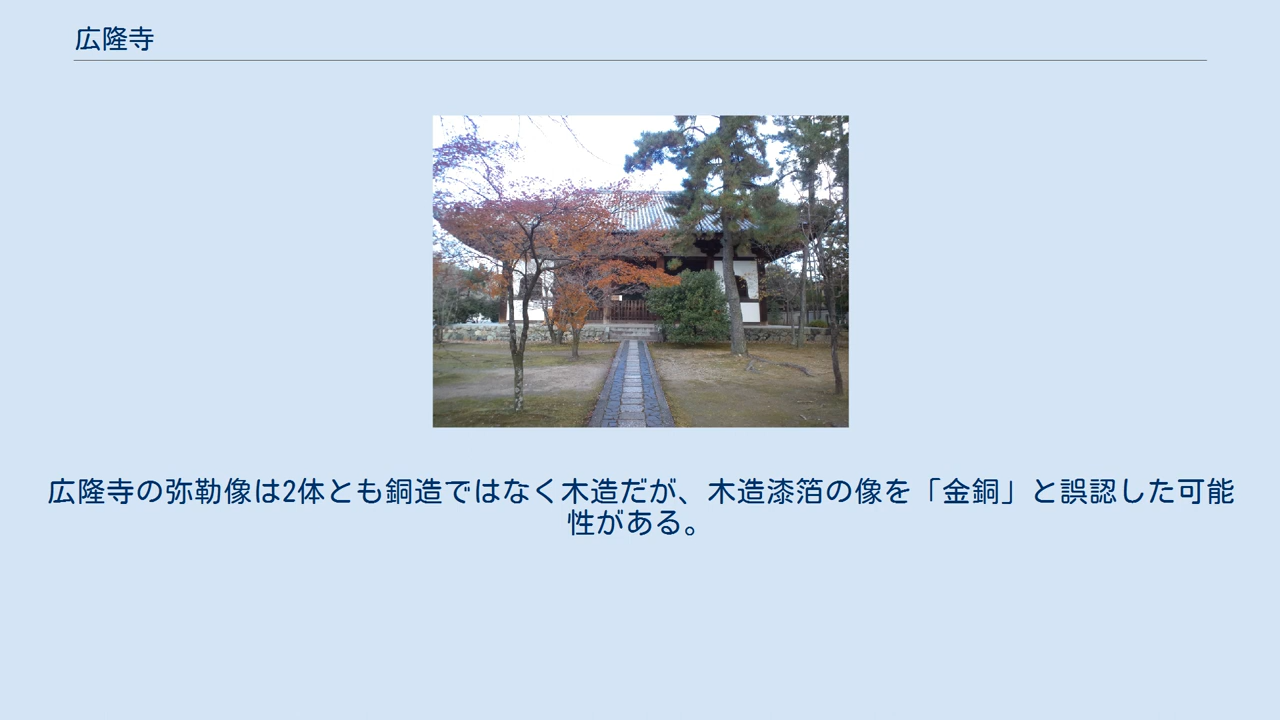 広隆寺
広隆寺の弥勒像は2体とも銅造ではなく木造だが、木造漆箔の像を「金銅」と誤認した可能
性がある。